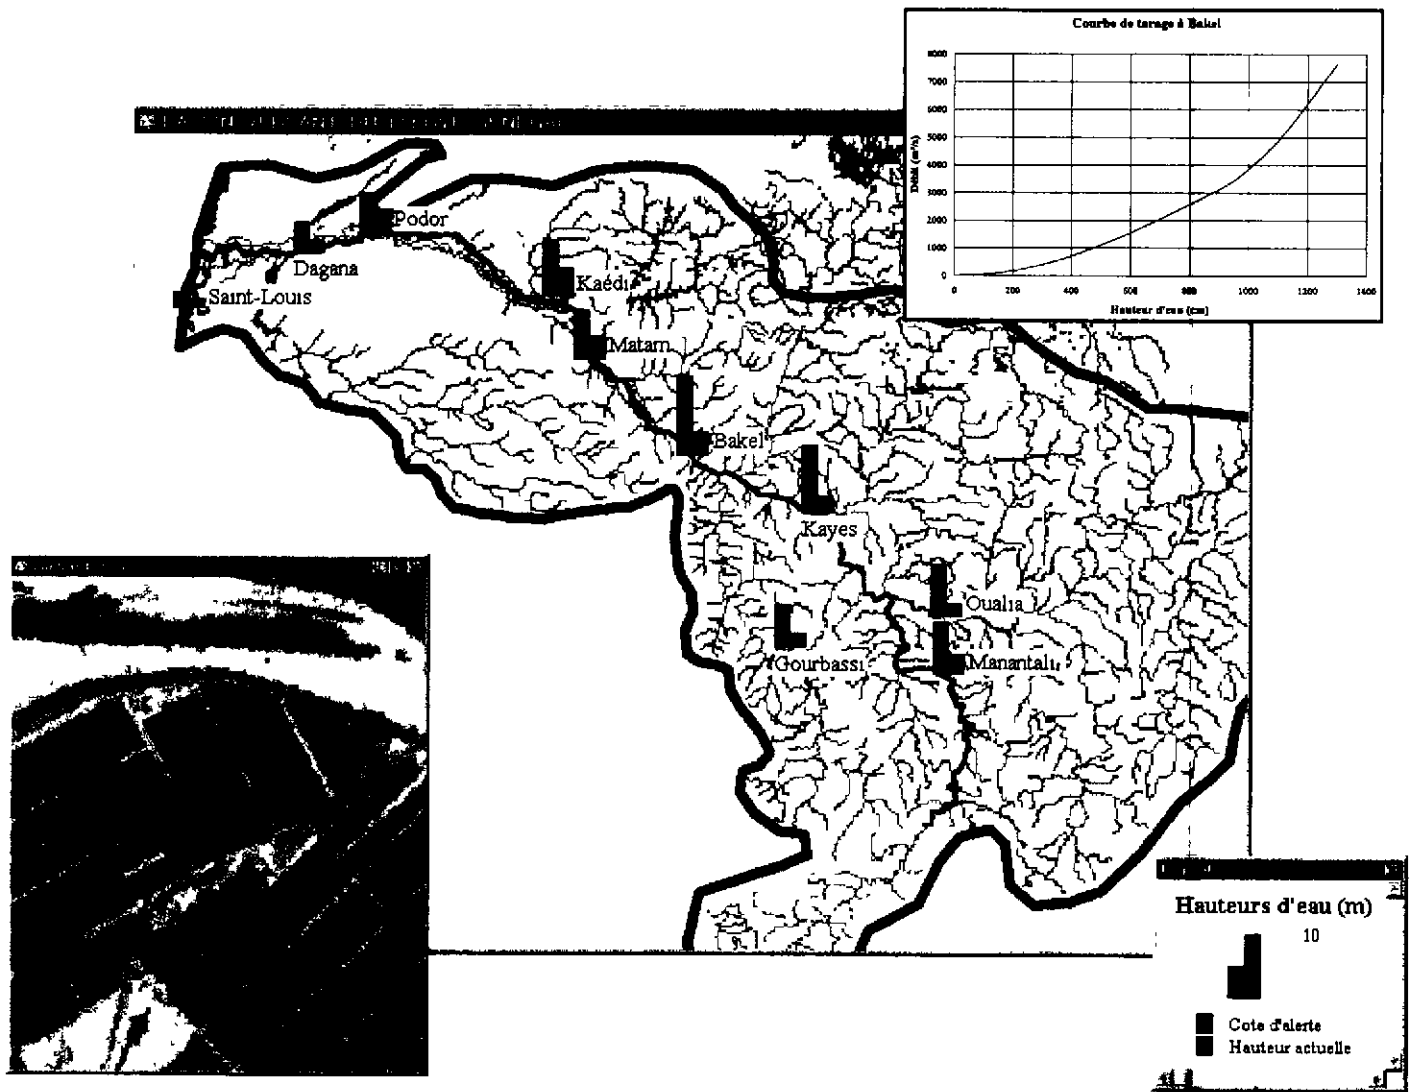 Courbe de tarage à Bakel
8000
7000
6000
5000
4000
3000
2000
1000
0
Débit (m³/s)
0 200 400 600 800 1000 1200 1400
Hauteur d'eau (cm)
Podor
Dagana
Kaédi
Saint-Louis
Matam
Bakel
Kayes
Oualia
Gourbassi
Manantali
Hauteurs d'eau (m)
10
Cote d'alerte
Hauteur actuelle